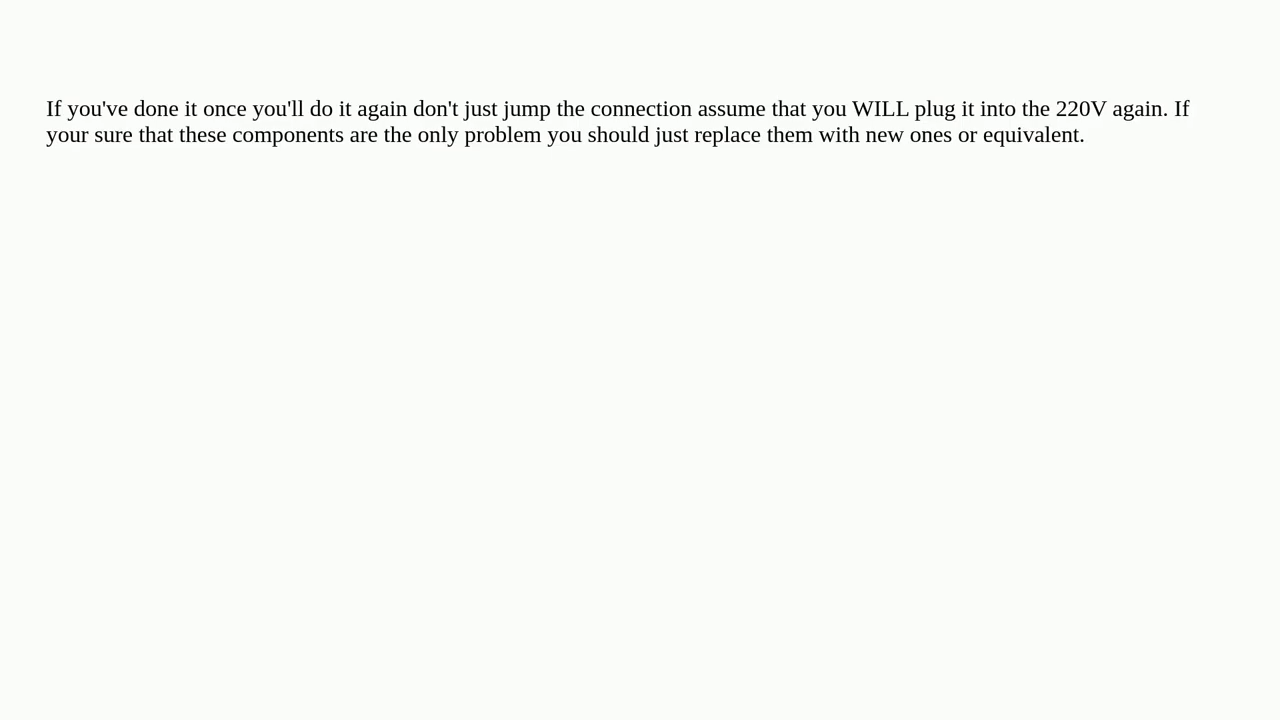 If you've done it once you'll do it again don't just jump the connection assume that you WILL plug it into the 220V again. If
your sure that these components are the only problem you should just replace them with new ones or equivalent.